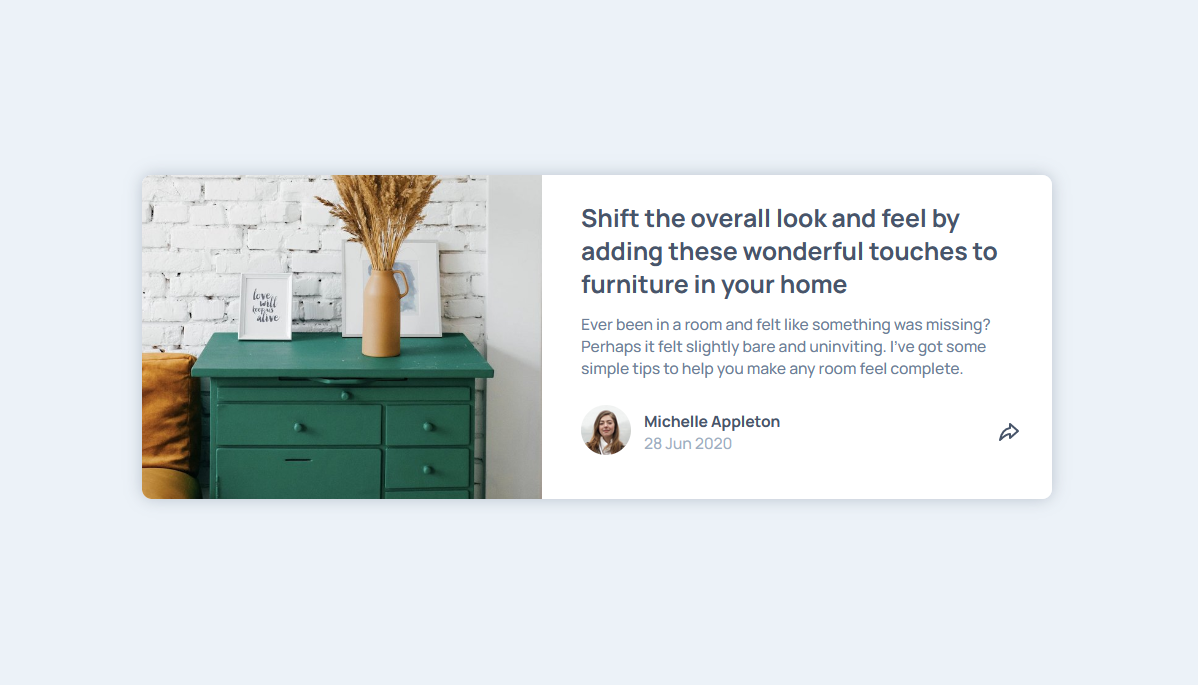 love
will
keep us
alive
Shift the overall look and feel by
adding these wonderful touches to
furniture in your home
Ever been in a room and felt like something was missing?
Perhaps it felt slightly bare and uninviting. I’ve got some
simple tips to help you make any room feel complete.
Michelle Appleton
28 Jun 2020